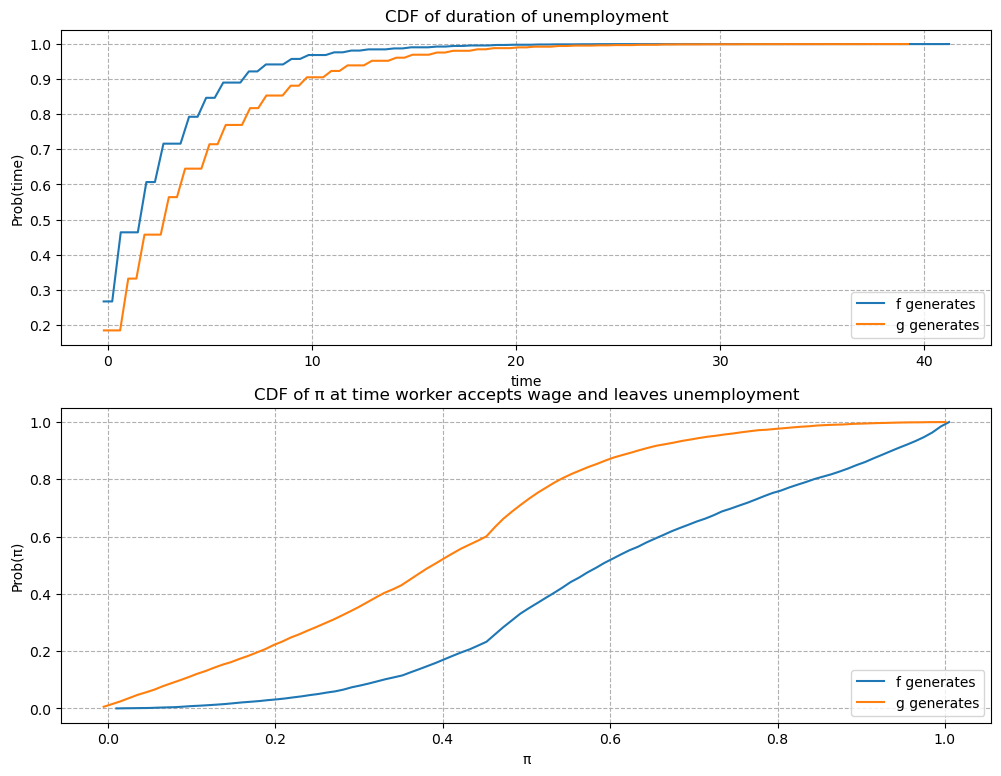 CDF of duration of unemployment
1.0
0.9
0.8
0.7
0.6
0.5
0.4
0.3
0.2
Prob(time)
f generates
g generates
0 10 20 30 40
time
CDF of π at time worker accepts wage and leaves unemployment
1.0
0.8
0.6
0.4
0.2
0.0
Prob(π)
f generates
g generates
0.0 0.2 0.4 0.6 0.8 1.0
π